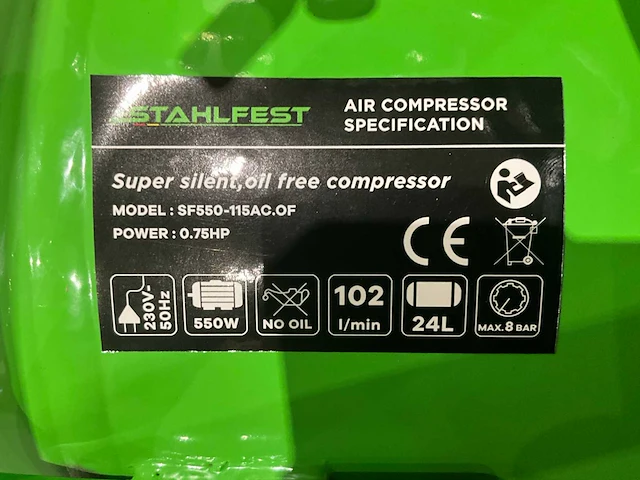 STAHLFEST
AIR COMPRESSOR
SPECIFICATION
Super silent,oil free compressor
MODEL : SF550-115AC.OF
POWER : 0.75HP
CE
230V~
50Hz
550W
NO OIL
102
l/min
24L
MAX. 8 BAR